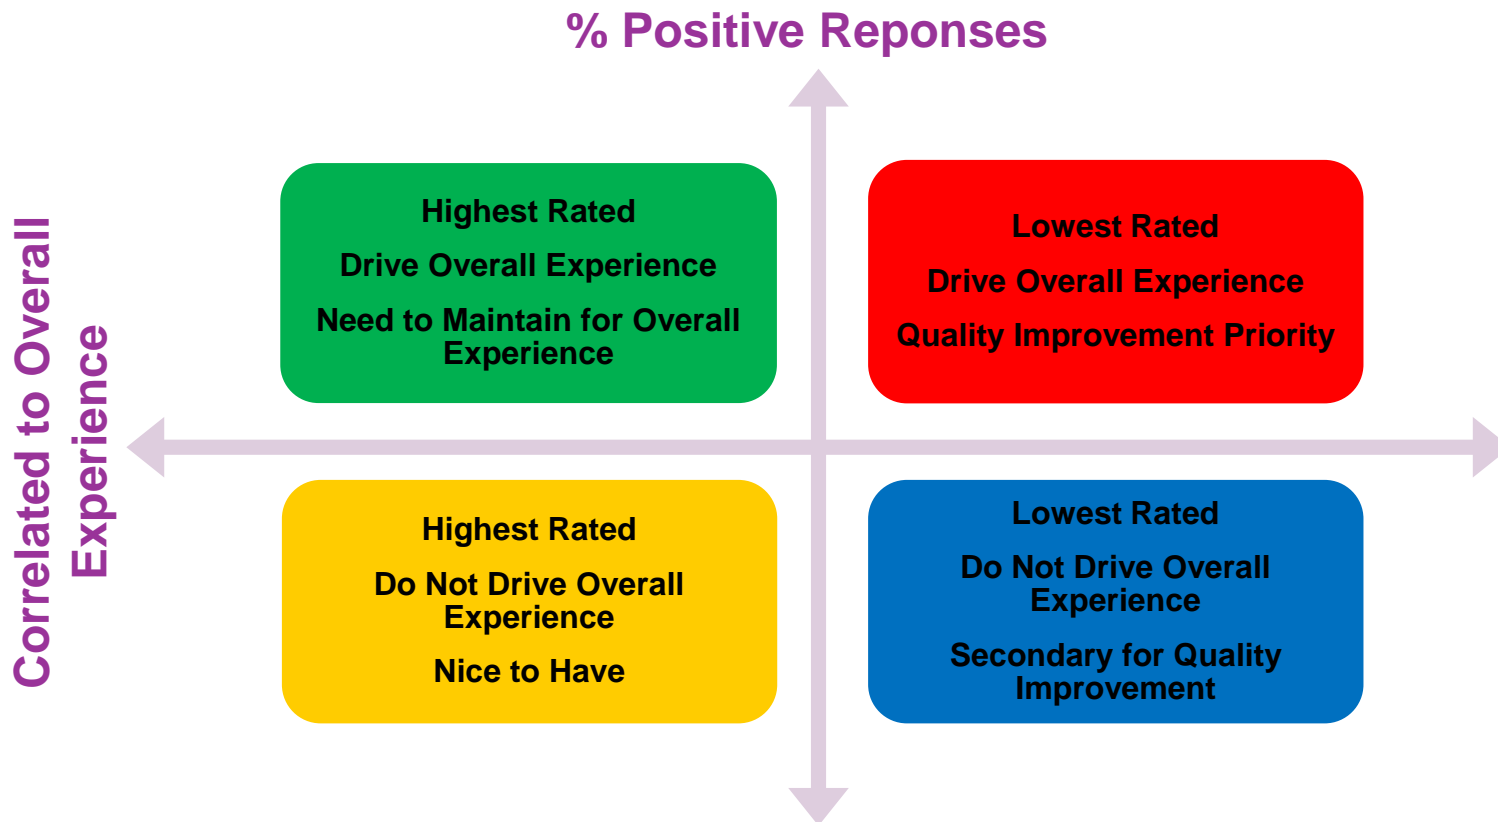 % Positive Reponses
Correlated to Overall
Experience
Highest Rated
Drive Overall Experience
Need to Maintain for Overall
Experience
Lowest Rated
Drive Overall Experience
Quality Improvement Priority
Highest Rated
Do Not Drive Overall
Experience
Nice to Have
Lowest Rated
Do Not Drive Overall
Experience
Secondary for Quality
Improvement